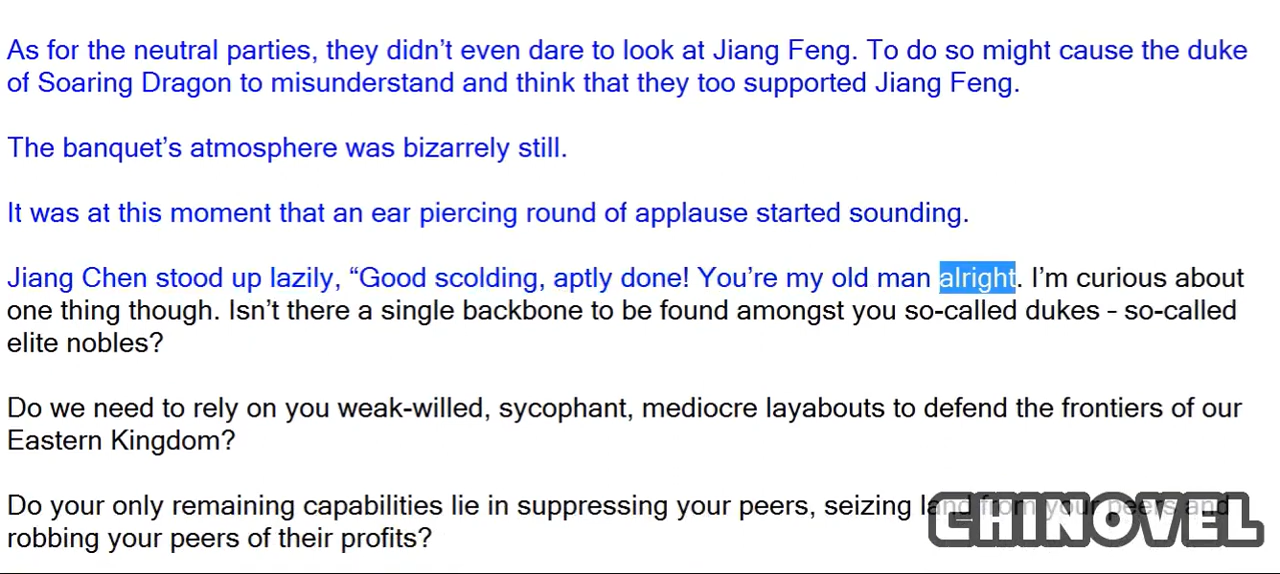 As for the neutral parties, they didn’t even dare to look at Jiang Feng. To do so might cause the duke
of Soaring Dragon to misunderstand and think that they too supported Jiang Feng.
The banquet’s atmosphere was bizarrely still.
It was at this moment that an ear piercing round of applause started sounding.
Jiang Chen stood up lazily, “Good scolding, aptly done! You’re my old man alright. I’m curious about
one thing though. Isn’t there a single backbone to be found amongst you so-called dukes - so-called
elite nobles?
Do we need to rely on you weak-willed, sycophant, mediocre layabouts to defend the frontiers of our
Eastern Kingdom?
Do your only remaining capabilities lie in suppressing your peers, seizing land from your peers and
robbing your peers of their profits?
CHINOVEL